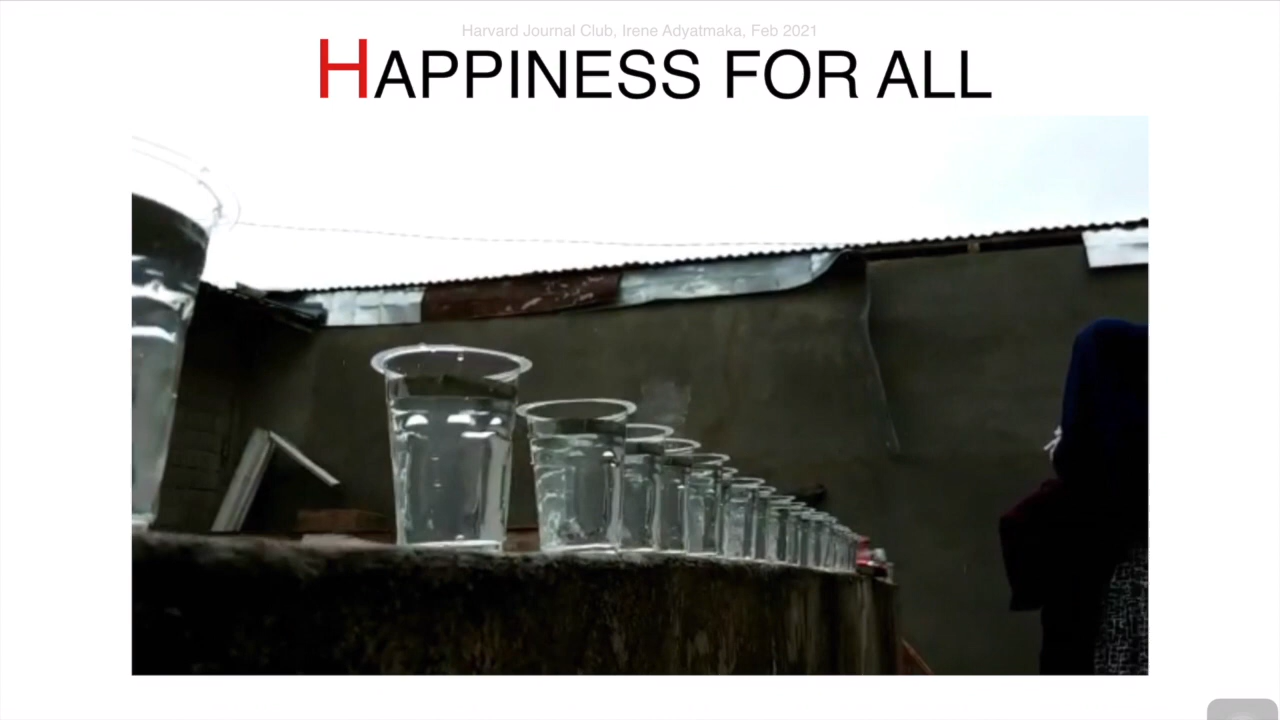 Harvard Journal Club, Irene Adyatmaka, Feb 2021
HAPPINESS FOR ALL